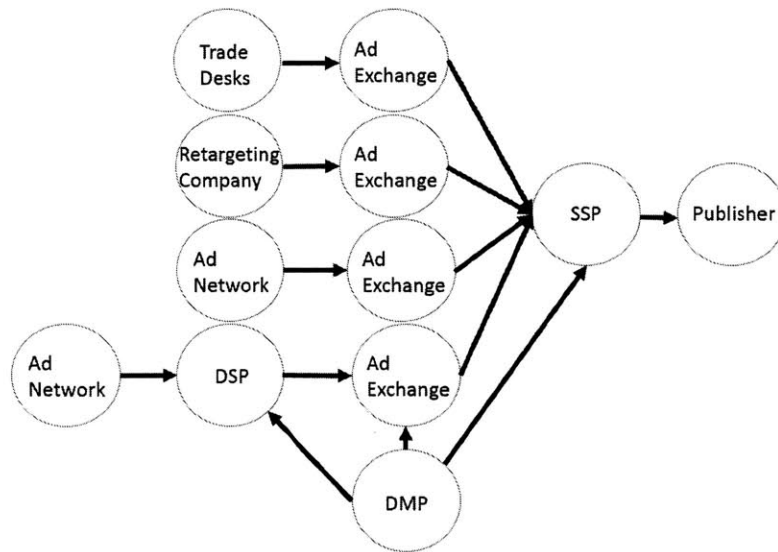 Trade
Desks
Ad
Exchange
Retargeting
Company
Ad
Exchange
SSP
Publisher
Ad
Network
Ad
Exchange
Ad
Network
DSP
Ad
Exchange
DMP